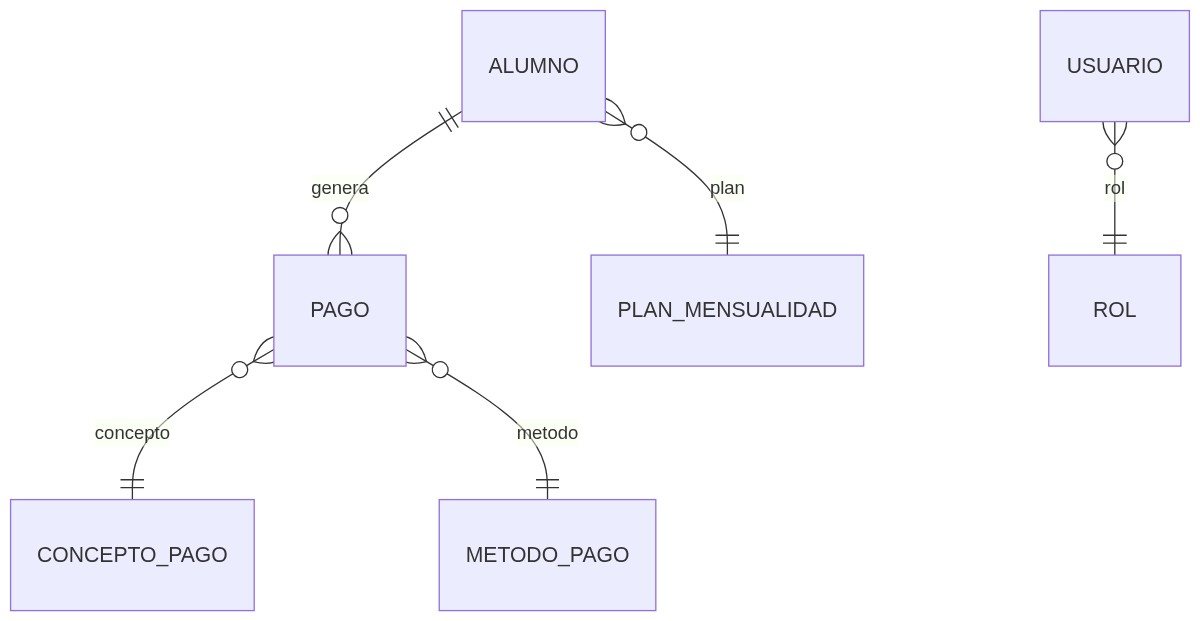 ALUMNO
USUARIO
genera
plan
rol
PAGO
PLAN_MENSUALIDAD
ROL
concepto
metodo
CONCEPTO_PAGO
METODO_PAGO